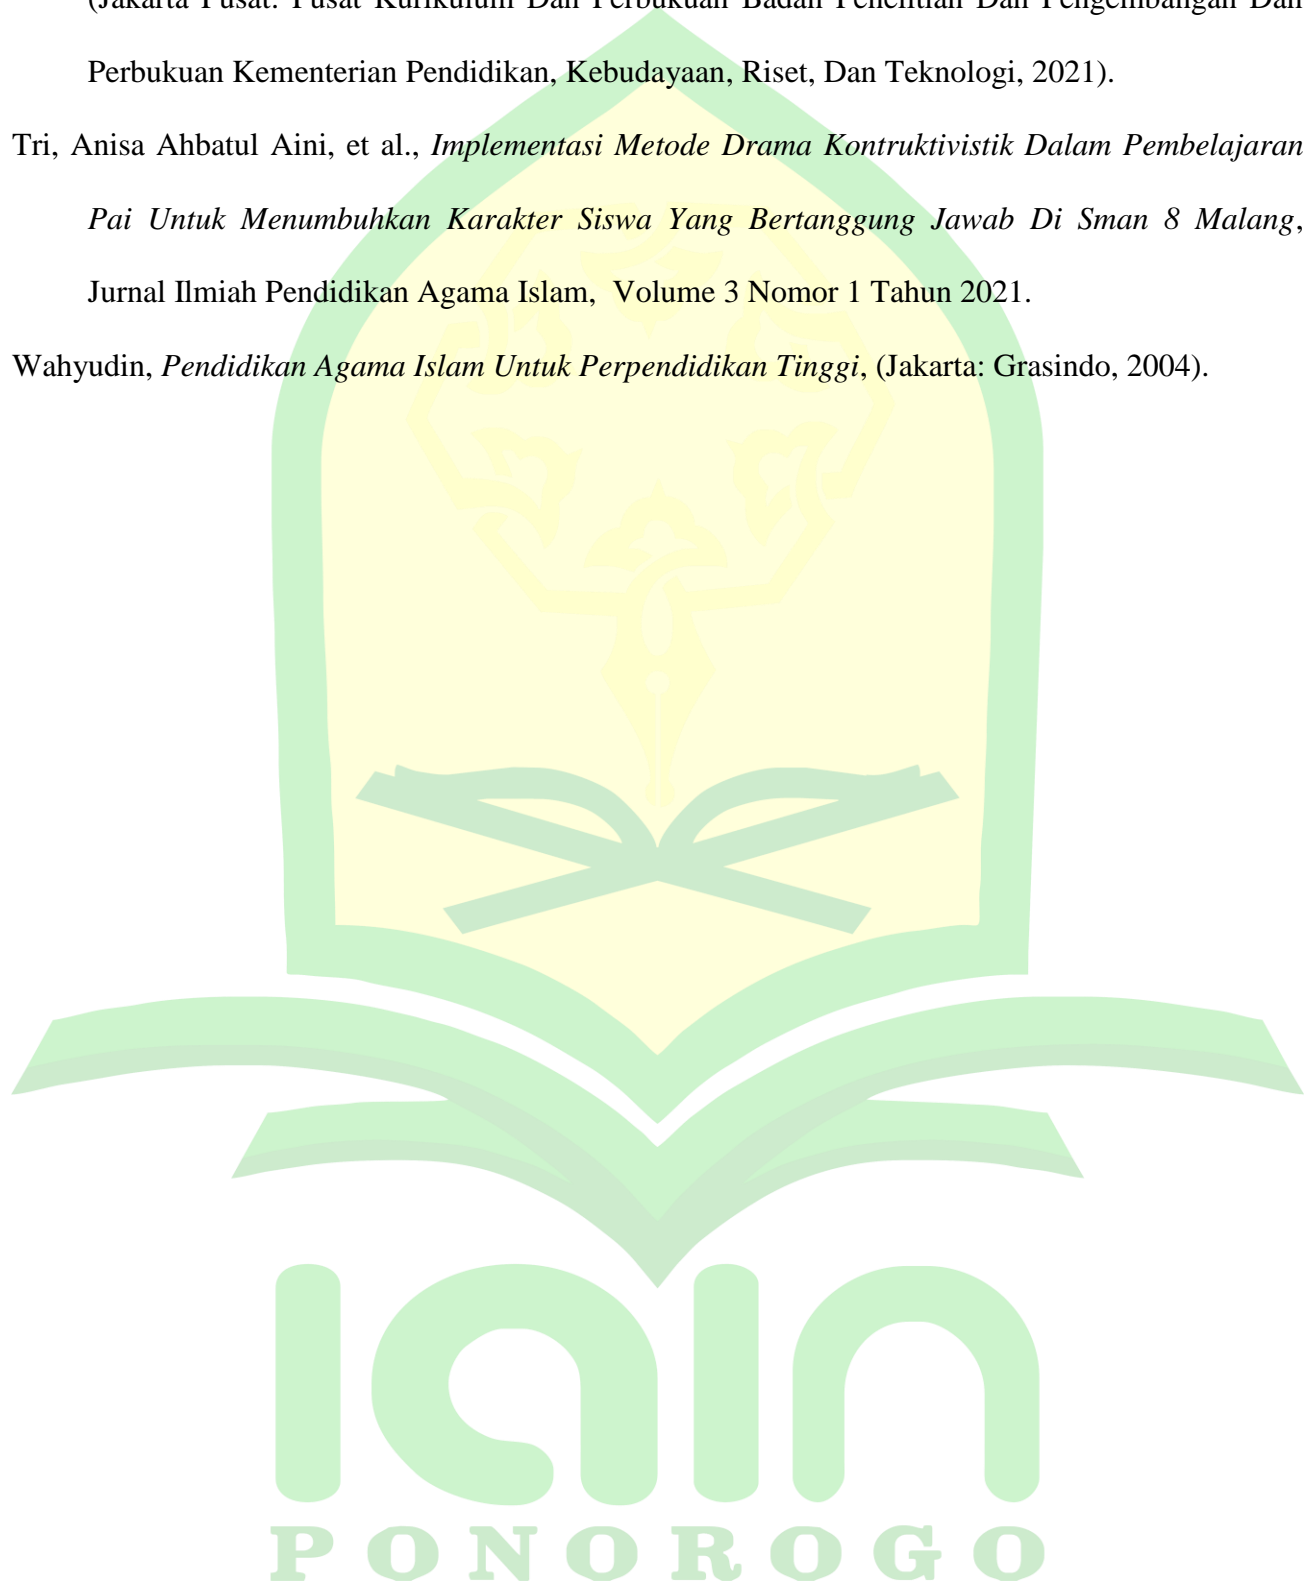 (Jakarta Pusat: Pusat Kurikulum Dan Perbukuan Badan Penelitian Dan Pengembangan Dan
Perbukuan Kementerian Pendidikan, Kebudayaan, Riset, Dan Teknologi, 2021).
Tri, Anisa Ahbatul Aini, et al., Implementasi Metode Drama Kontruktivistik Dalam Pembelajaran
Pai Untuk Menumbuhkan Karakter Siswa Yang Bertanggung Jawab Di Sman 8 Malang,
Jurnal Ilmiah Pendidikan Agama Islam, Volume 3 Nomor 1 Tahun 2021.
Wahyudin, Pendidikan Agama Islam Untuk Perpendidikan Tinggi, (Jakarta: Grasindo, 2004).
iain
PONOROGO